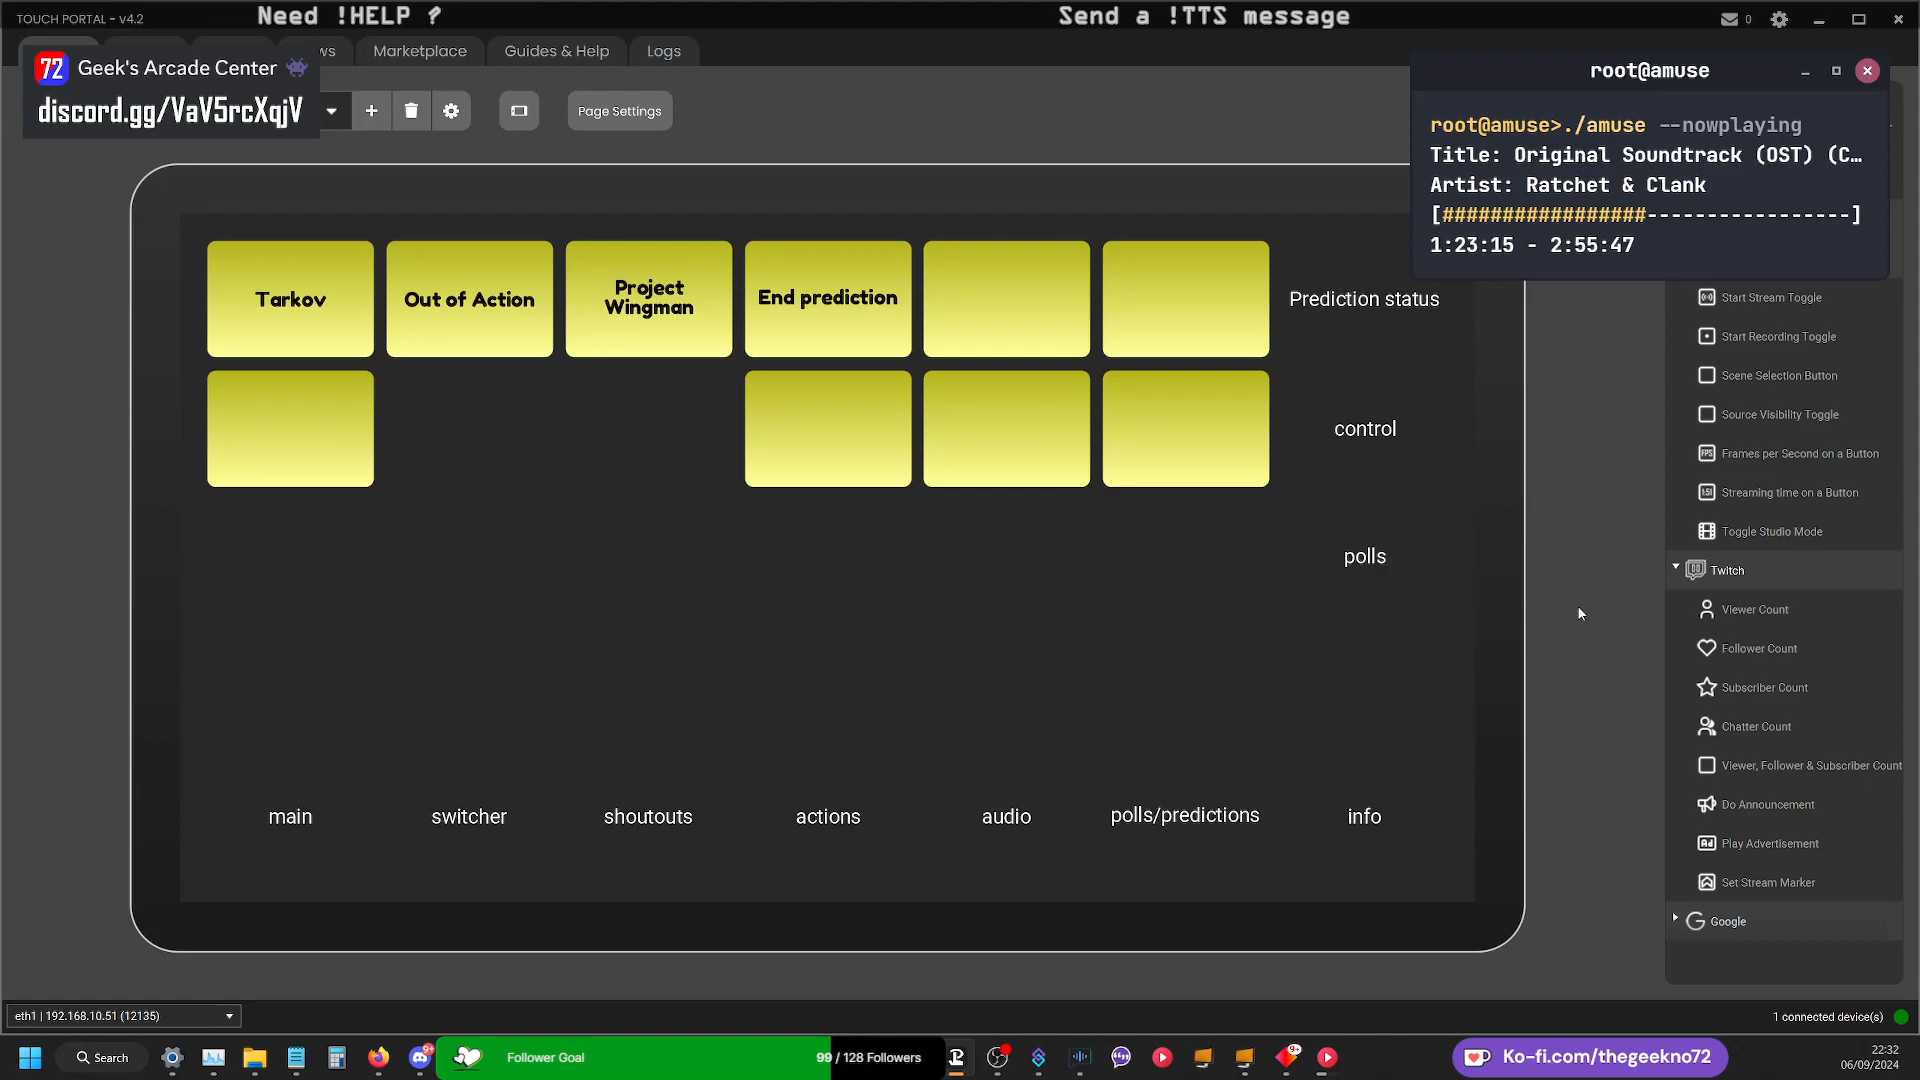 TOUCH PORTAL - v4.2
Need !HELP ?
Send a !TTS message
0
ws
Marketplace
Guides & Help
Logs
72
Geek's Arcade Center
discord.gg/VaV5rcXqjV
Page Settings
root@amuse
root@amuse>./amuse --nowplaying
Title: Original Soundtrack (OST) (C…
Artist: Ratchet & Clank
[#################-----------------]
1:23:15 - 2:55:47
Tarkov
Out of Action
Project
Wingman
End prediction
Prediction status
control
polls
main
switcher
shoutouts
actions
audio
polls/predictions
info
Start Stream Toggle
Start Recording Toggle
Scene Selection Button
Source Visibility Toggle
FPS
Frames per Second on a Button
Streaming time on a Button
Toggle Studio Mode
Twitch
Viewer Count
Follower Count
Subscriber Count
Chatter Count
Viewer, Follower & Subscriber Count
Do Announcement
Ad
Play Advertisement
Set Stream Marker
Google
eth1 | 192.168.10.51 (12135)
1 connected device(s)
Search
9+
Follower Goal
99 / 128 Followers
9+
Ko-fi.com/thegeekno72
22:32
06/09/2024